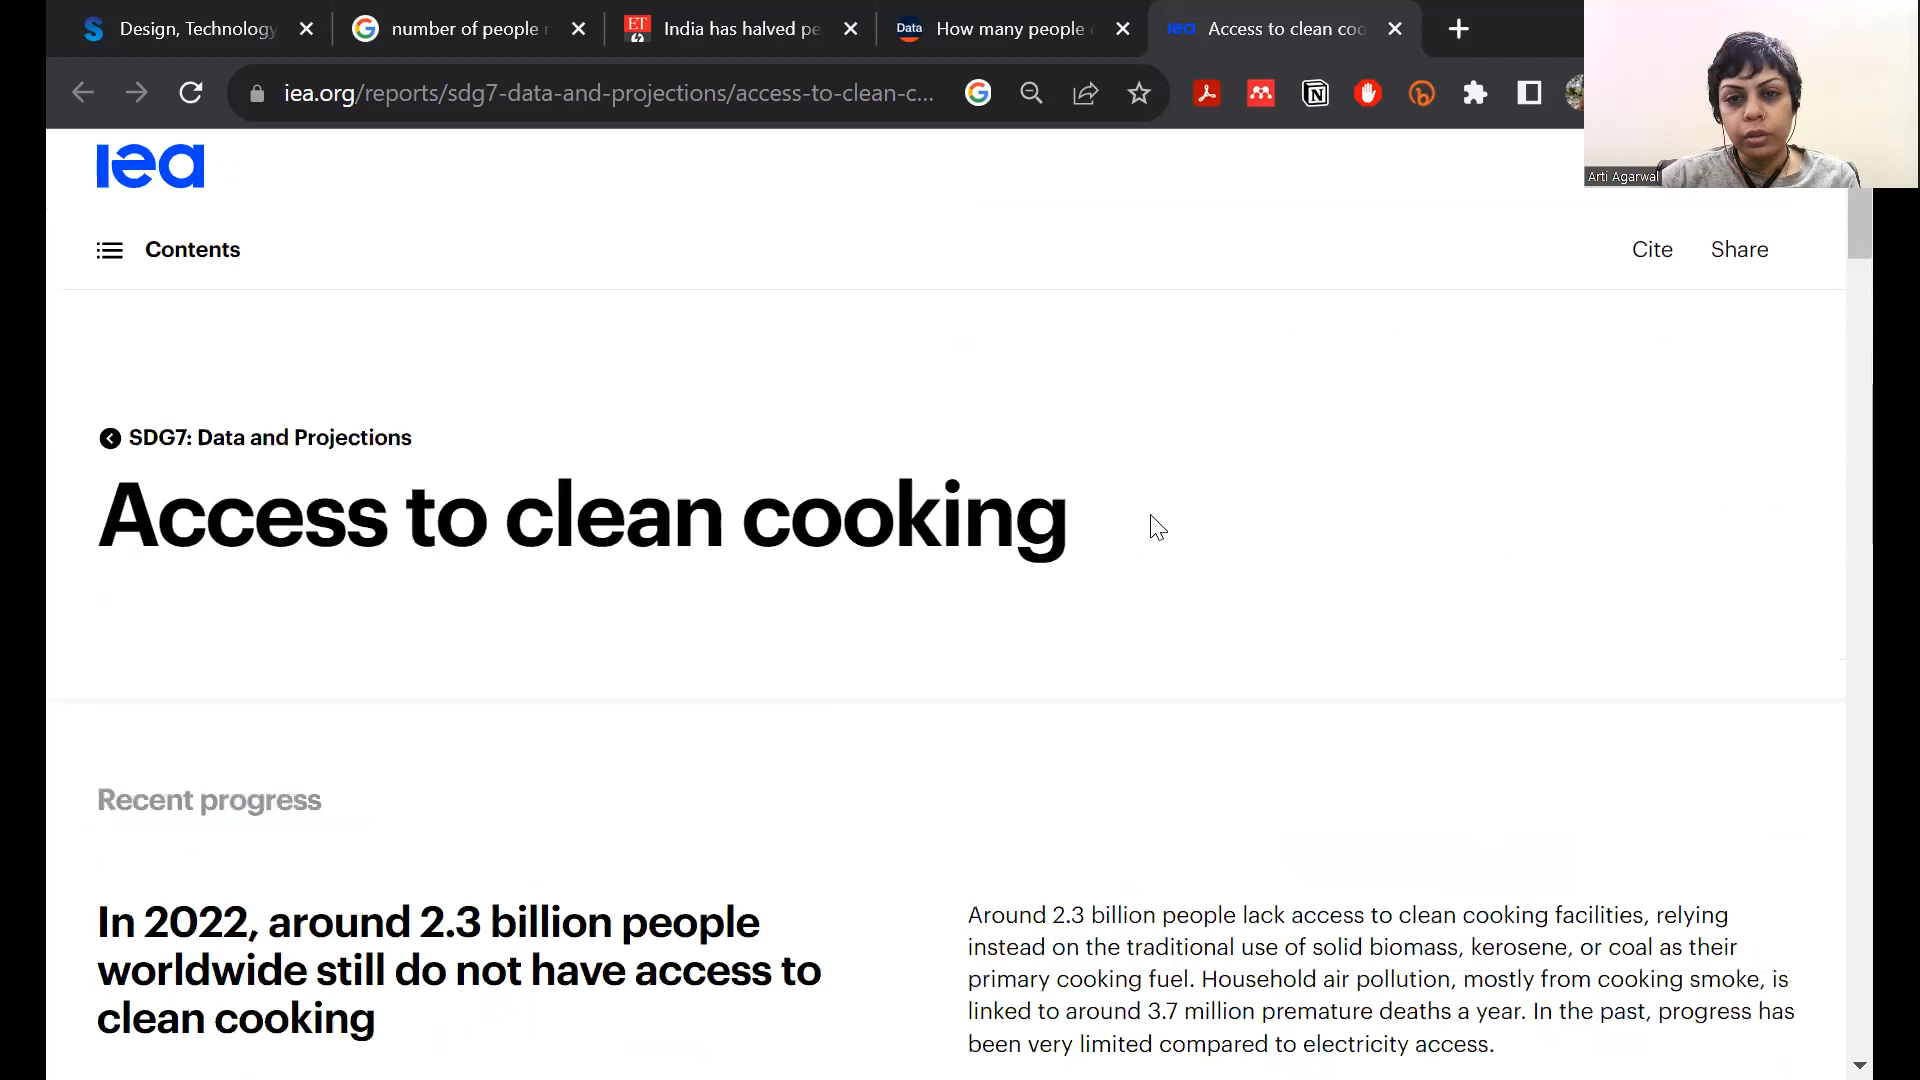 Design, Technology
number of people
India has halved pe
How many people
Access to clean coo
iea.org/reports/sdg7-data-and-projections/access-to-clean-c...
Arti Agarwal
iea
Contents
Cite
Share
SDG7: Data and Projections
Access to clean cooking
Recent progress
In 2022, around 2.3 billion people
worldwide still do not have access to
clean cooking
Around 2.3 billion people lack access to clean cooking facilities, relying
instead on the traditional use of solid biomass, kerosene, or coal as their
primary cooking fuel. Household air pollution, mostly from cooking smoke, is
linked to around 3.7 million premature deaths a year. In the past, progress has
been very limited compared to electricity access.